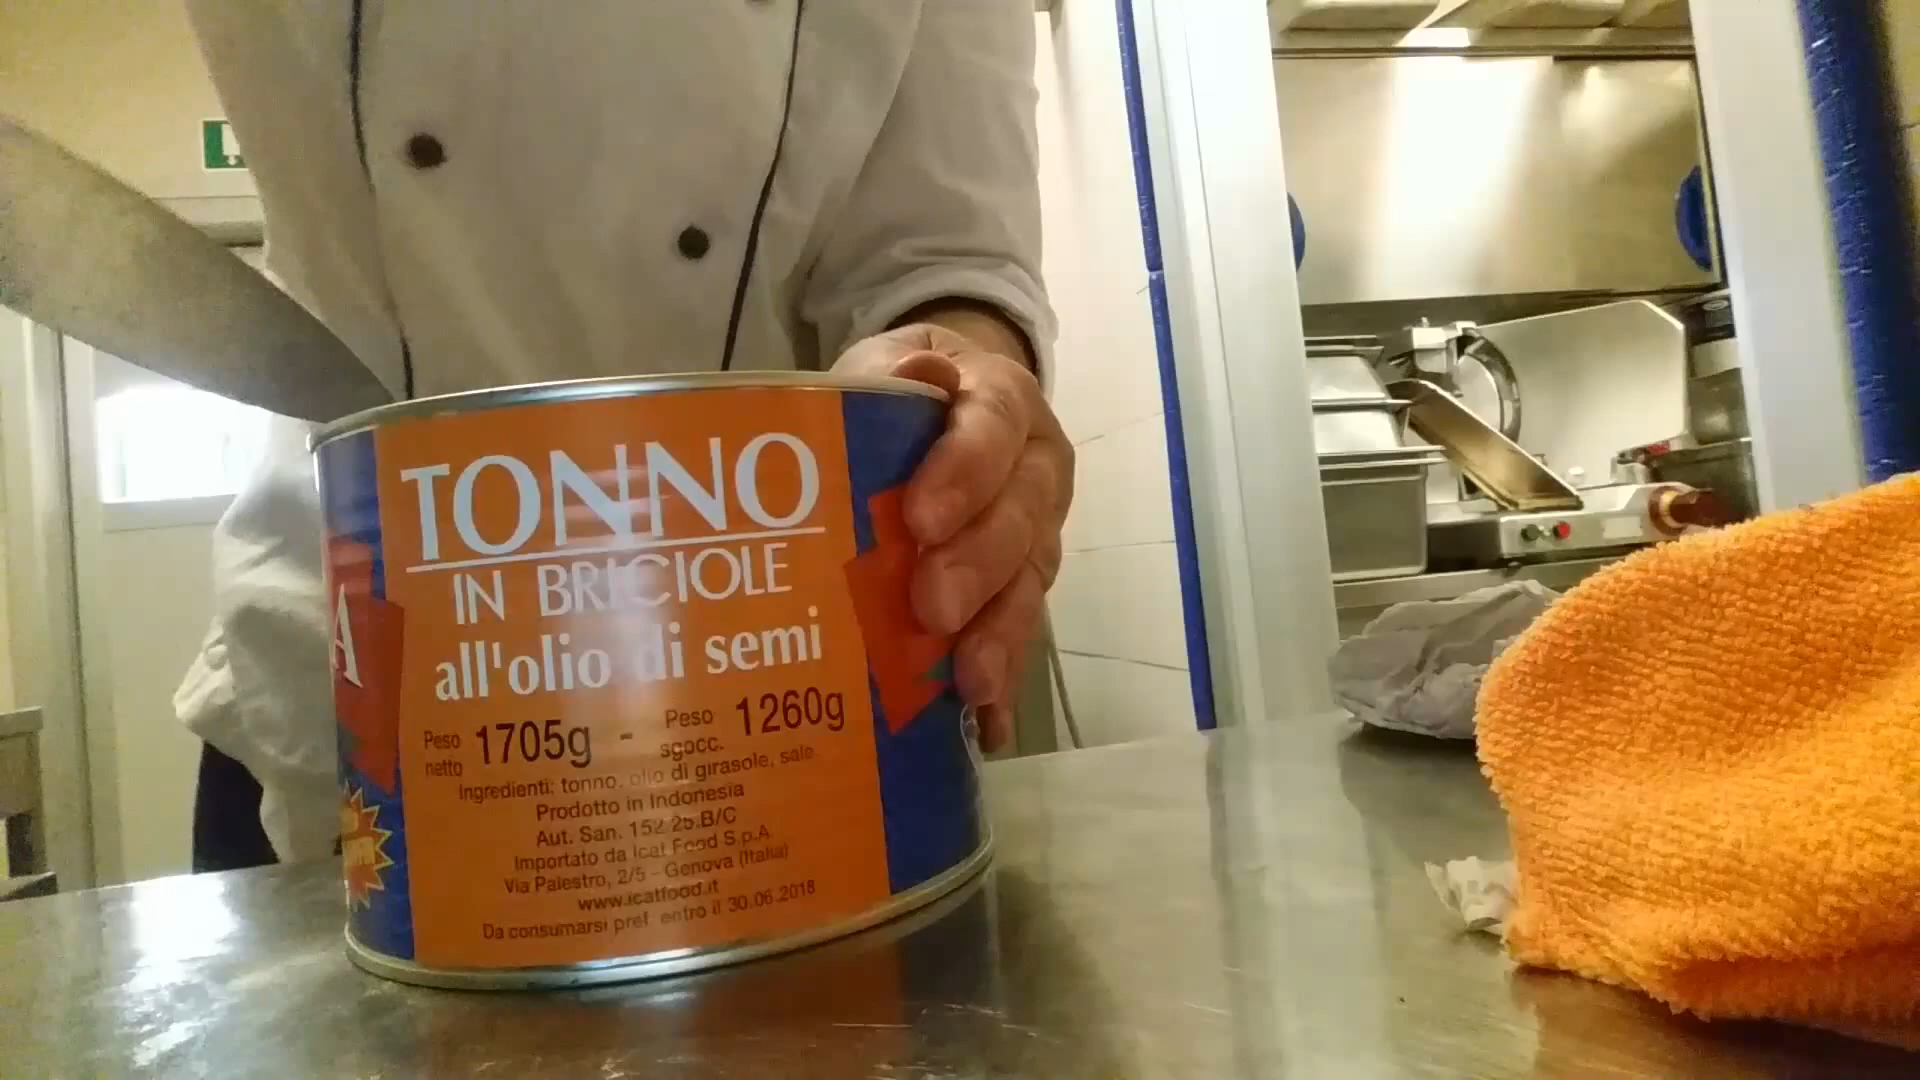 TONNO
IN BRICIOLE
all'olio di semi
Peso netto 1705g - Peso sgocc. 1260g
Ingredienti: tonno, olio di girasole, sale.
Prodotto in Indonesia
Aut. San. 152 25.B/C
Importato da Icat Food S.p.A.
Via Palestro, 2/5 - Genova (Italia)
www.icatfood.it
Da consumarsi pref. entro il 30.06.2018
A